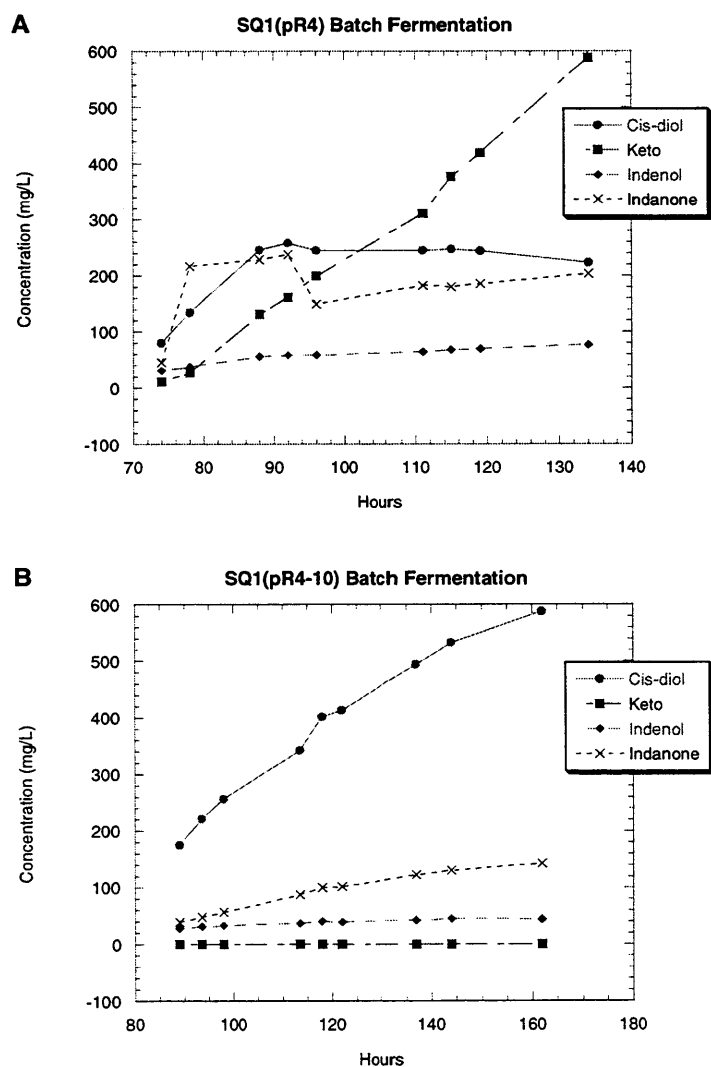 A
SQ1(pR4) Batch Fermentation
600
500
400
300
200
100
0
-100
Concentration (mg/L)
Cis-diol
Keto
Indenol
Indanone
70 80 90 100 110 120 130 140
Hours
B
SQ1(pR4-10) Batch Fermentation
600
500
400
300
200
100
0
-100
Concentration (mg/L)
Cis-diol
Keto
Indenol
Indanone
80 100 120 140 160 180
Hours